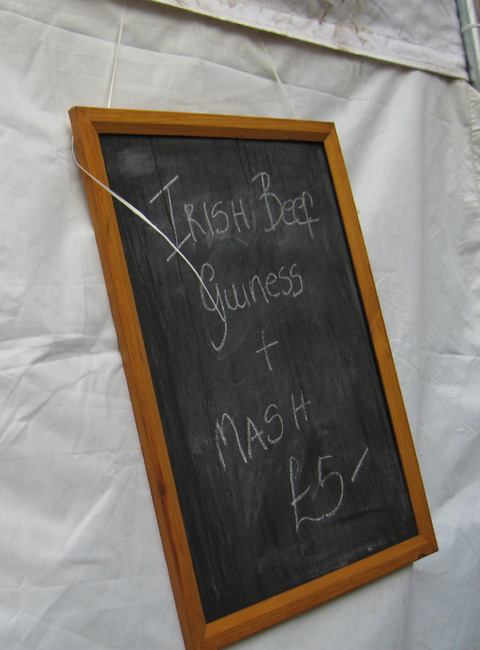 IRISH Beef
Guiness
+
MASH
£5-